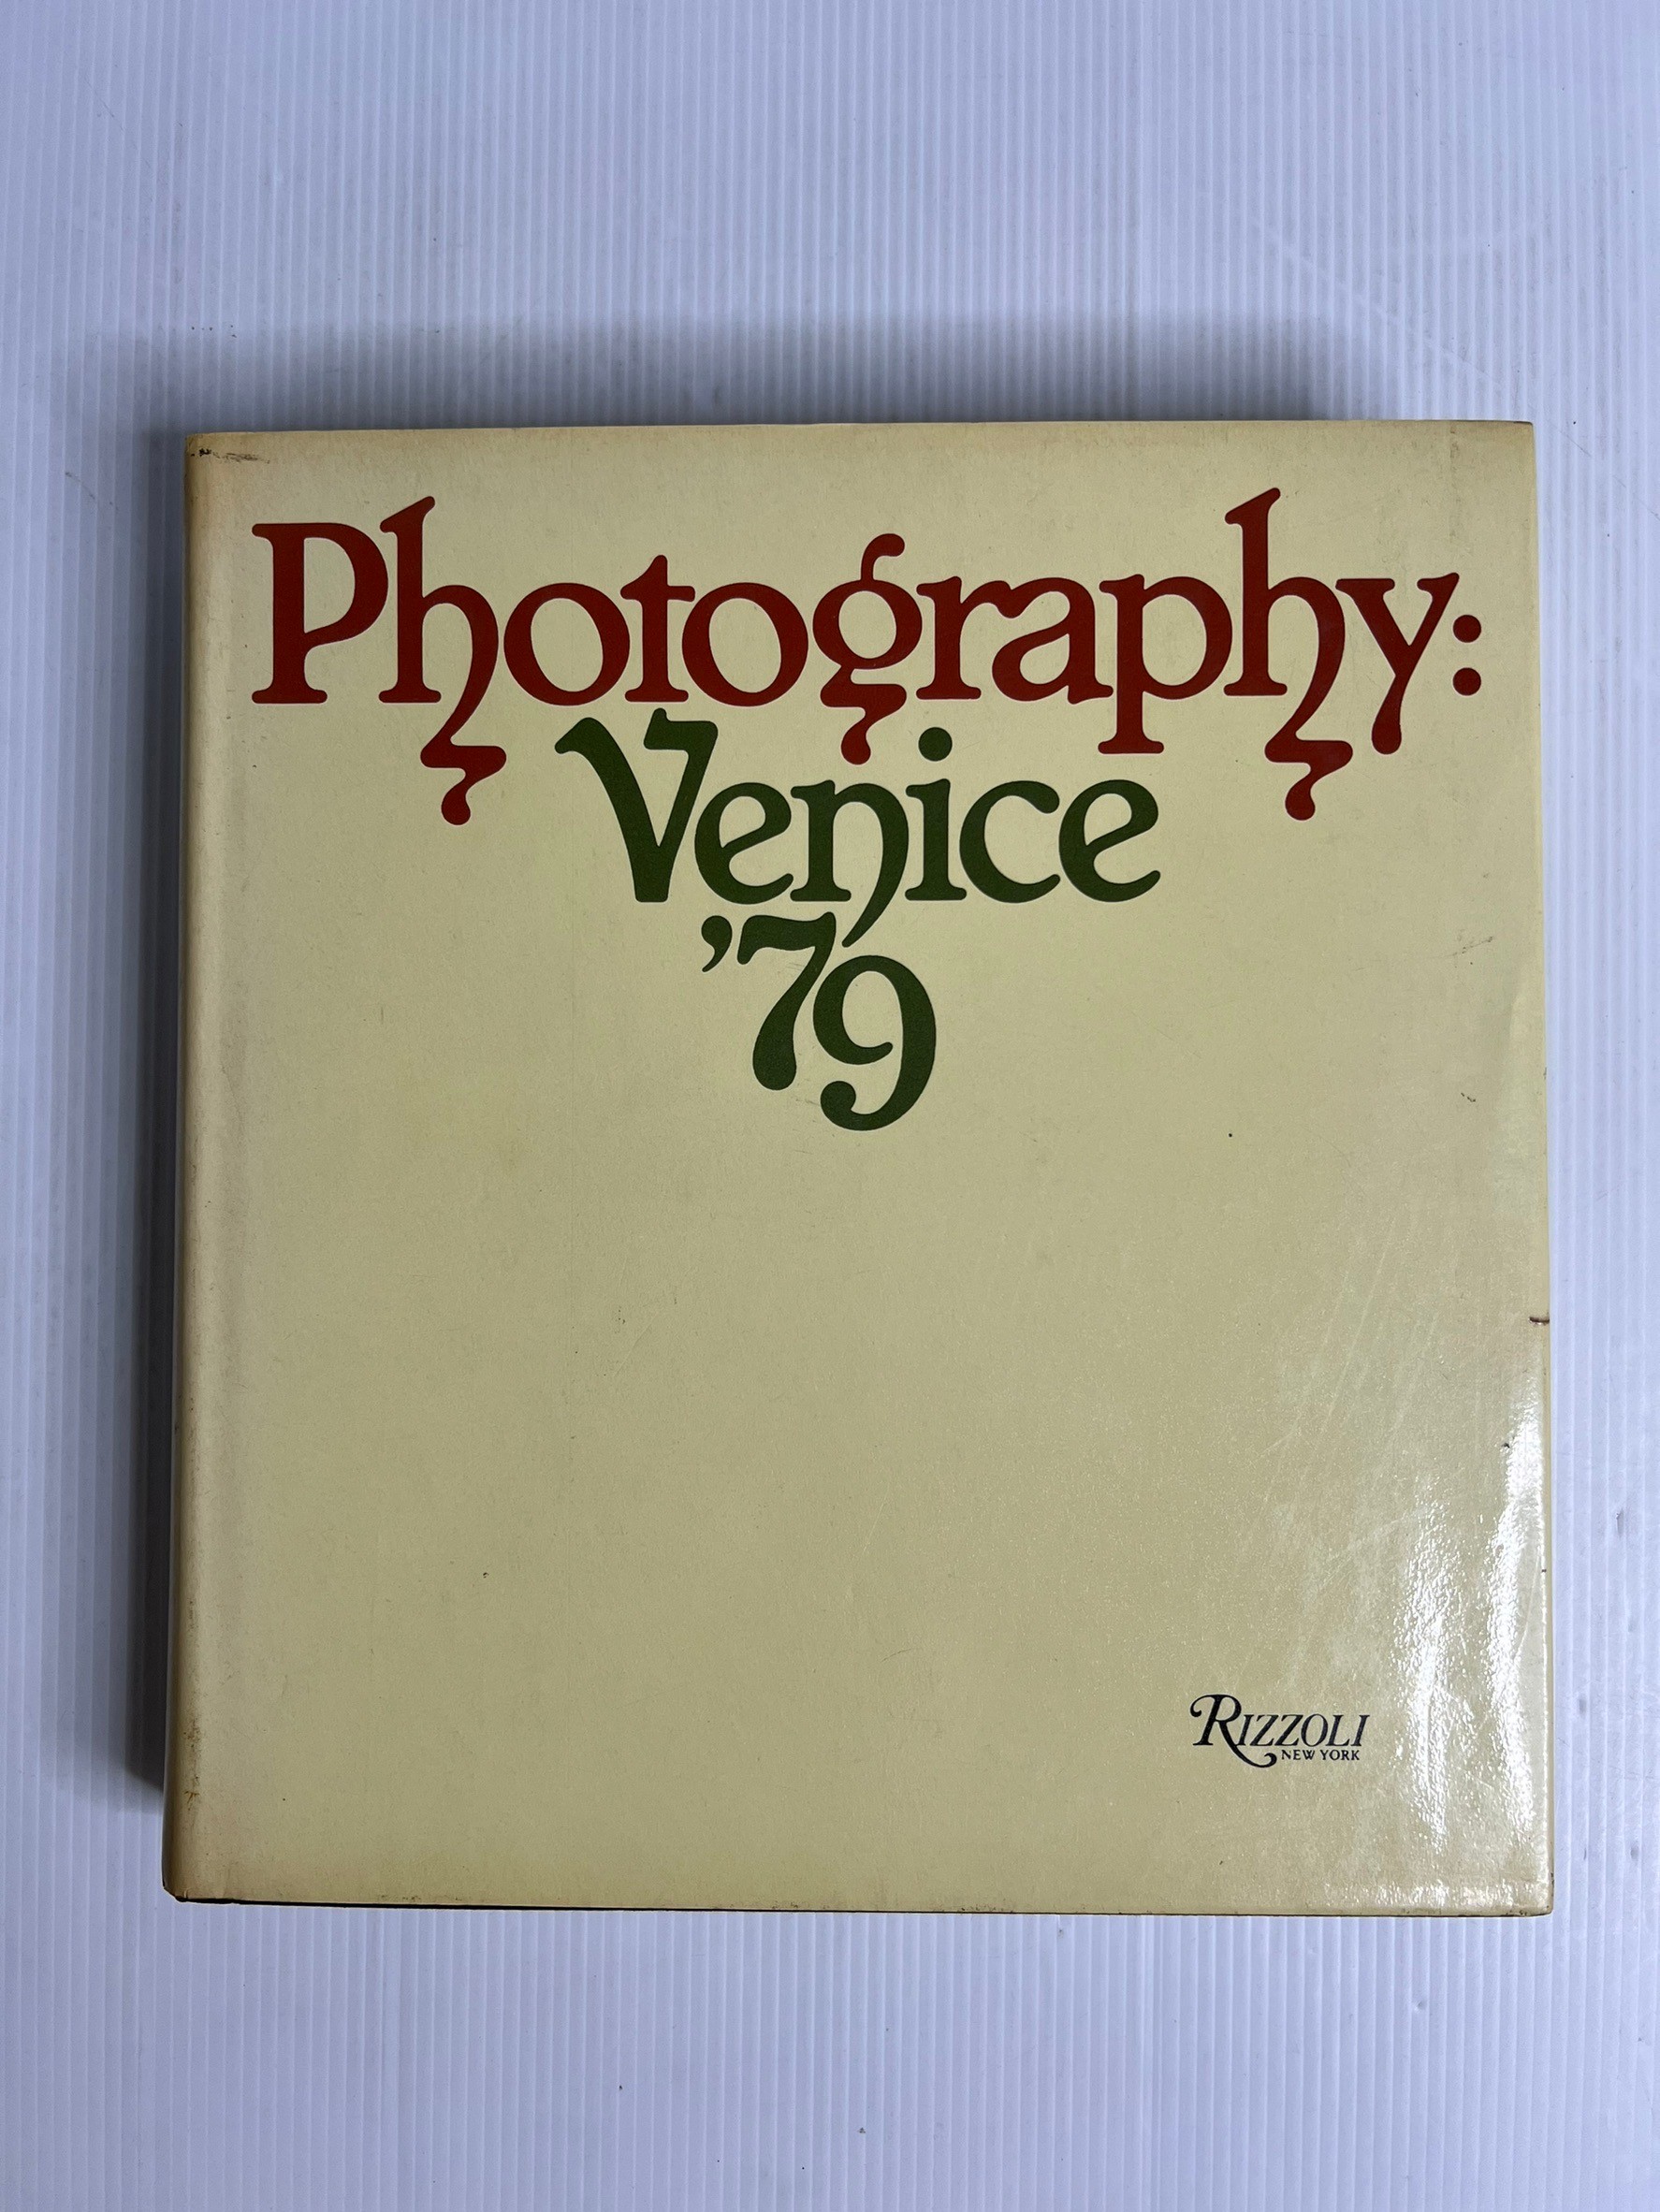 Photography:
Venice
’79
RIZZOLI
NEW YORK